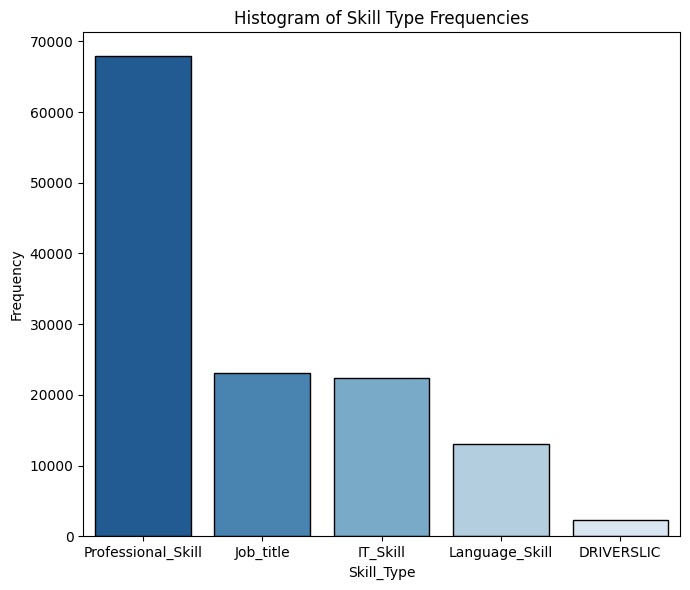 Histogram of Skill Type Frequencies
70000
60000
50000
40000
30000
20000
10000
0
Frequency
Professional_Skill Job_title IT_Skill Language_Skill DRIVERSLIC
Skill_Type